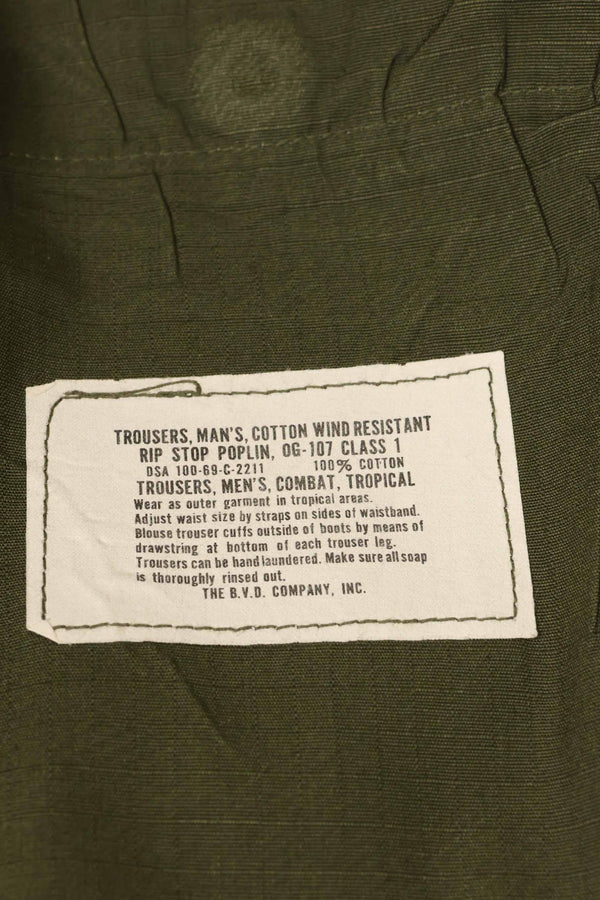 TROUSERS, MAN'S, COTTON WIND RESISTANT
RIP STOP POPLIN, OG-107 CLASS 1
DSA 100-69-C-2211 100% COTTON
TROUSERS, MEN'S, COMBAT, TROPICAL
Wear as outer garment in tropical areas.
Adjust waist size by straps on sides of waistband.
Blouse trouser cuffs outside of boots by means of
drawstring at bottom of each trouser leg.
Trousers can be hand laundered. Make sure all soap
is thoroughly rinsed out.
THE B.V.D. COMPANY, INC.